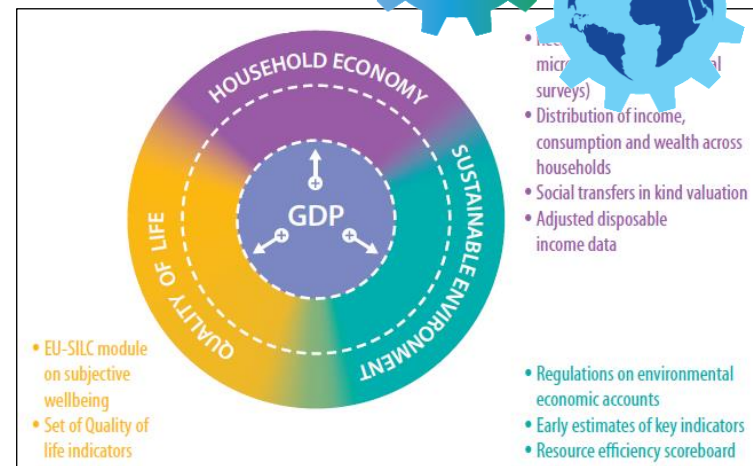 HOUSEHOLD ECONOMY
SUSTAINABLE ENVIRONMENT
QUALITY OF LIFE
GDP
surveys)
• Distribution of income,
consumption and wealth across
households
• Social transfers in kind valuation
• Adjusted disposable
income data
• EU-SILC module
on subjective
wellbeing
• Set of Quality of
life indicators
• Regulations on environmental
economic accounts
• Early estimates of key indicators
• Resource efficiency scoreboard